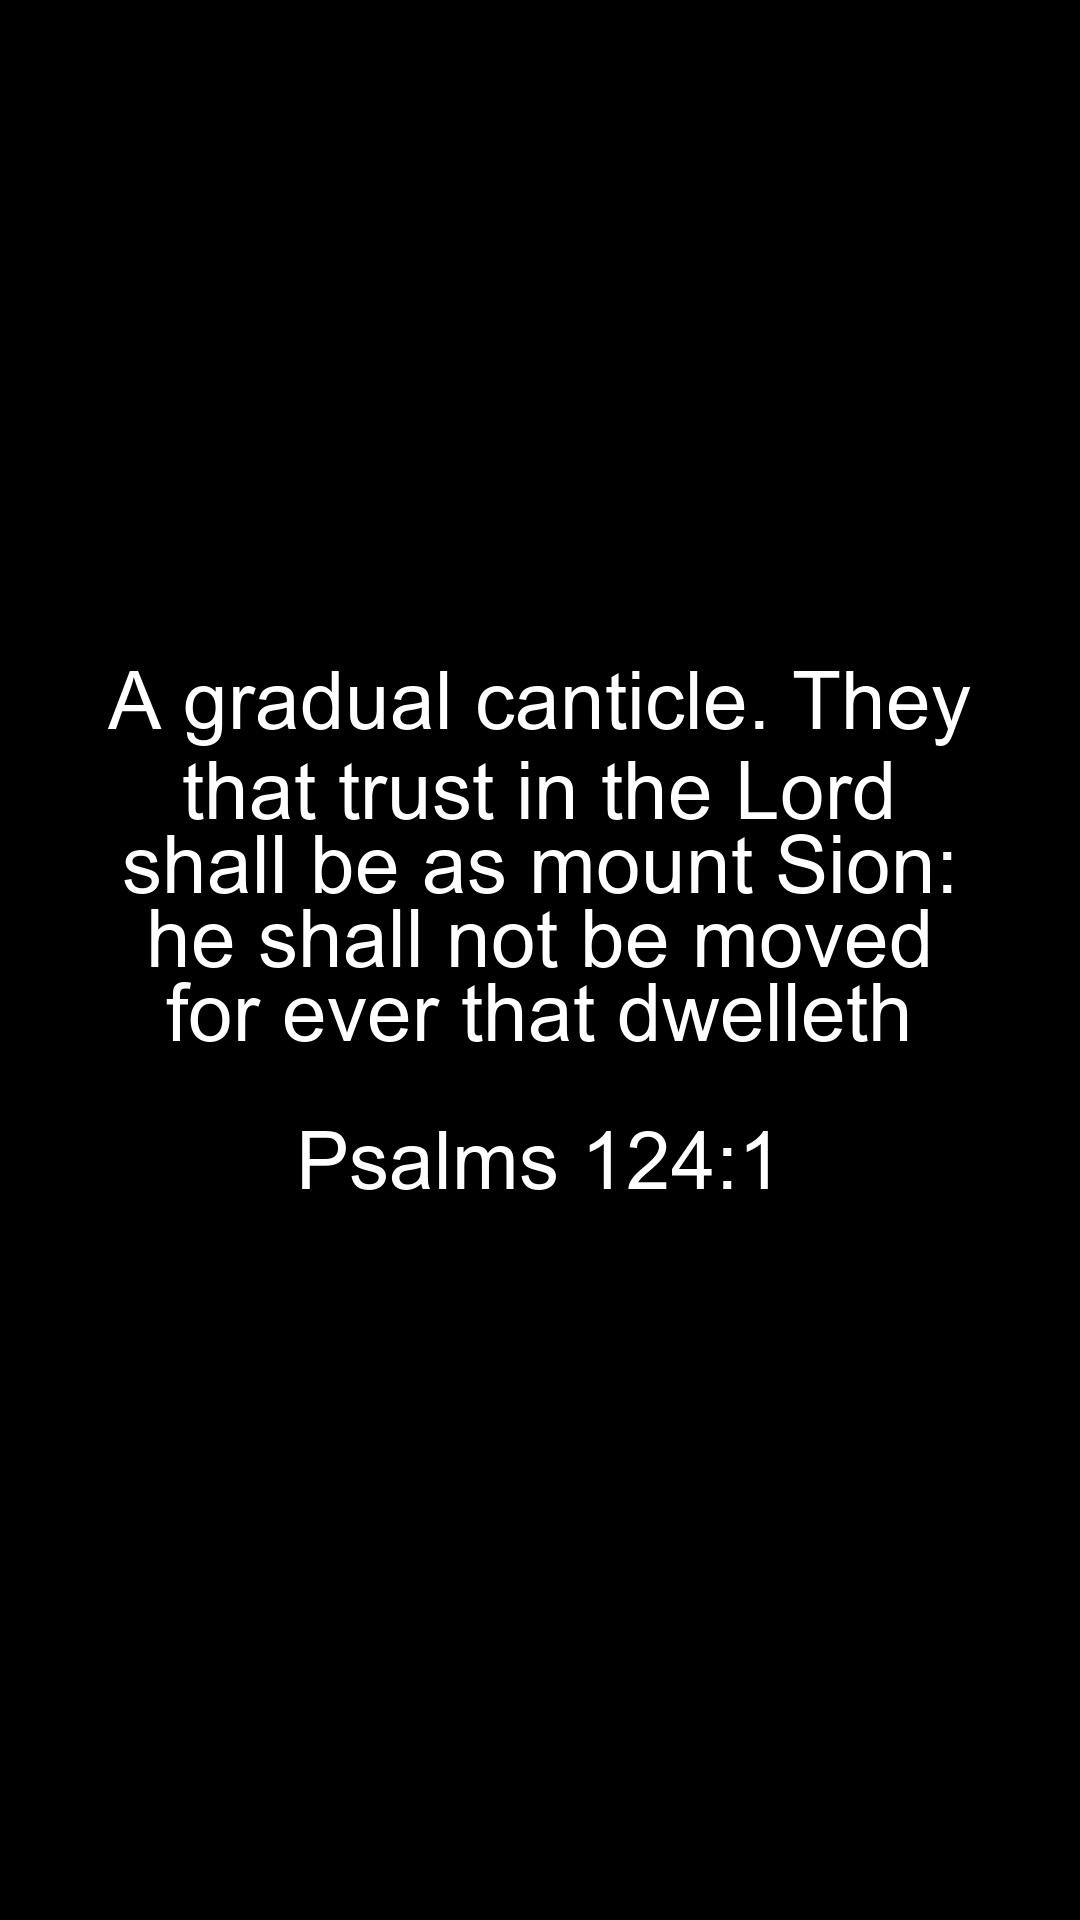 A gradual canticle. They
that trust in the Lord
shall be as mount Sion:
he shall not be moved
for ever that dwelleth
Psalms 124:1